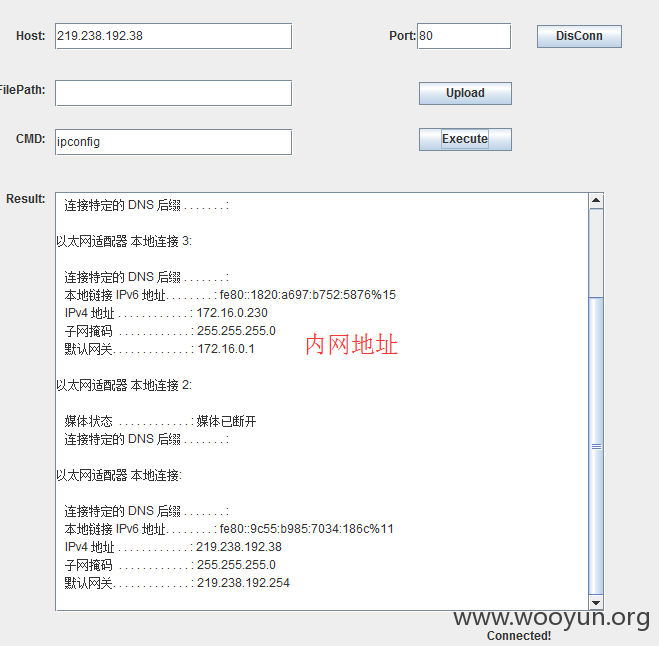 Host: 219.238.192.38 Port: 80 DisConn
FilePath: Upload
CMD: ipconfig Execute
Result:
连接特定的 DNS 后缀 . . . . . . . :
以太网适配器 本地连接 3:
连接特定的 DNS 后缀 . . . . . . . :
本地链接 IPv6 地址. . . . . . . . : fe80::1820:a697:b752:5876%15
IPv4 地址 . . . . . . . . . . . . : 172.16.0.230
子网掩码 . . . . . . . . . . . . : 255.255.255.0
默认网关. . . . . . . . . . . . . : 172.16.0.1
内网地址
以太网适配器 本地连接 2:
媒体状态 . . . . . . . . . . . . : 媒体已断开
连接特定的 DNS 后缀 . . . . . . . :
以太网适配器 本地连接:
连接特定的 DNS 后缀 . . . . . . . :
本地链接 IPv6 地址. . . . . . . . : fe80::9c55:b985:7034:186c%11
IPv4 地址 . . . . . . . . . . . . : 219.238.192.38
子网掩码 . . . . . . . . . . . . : 255.255.255.0
默认网关. . . . . . . . . . . . . : 219.238.192.254
www.wooyun.org
Connected!